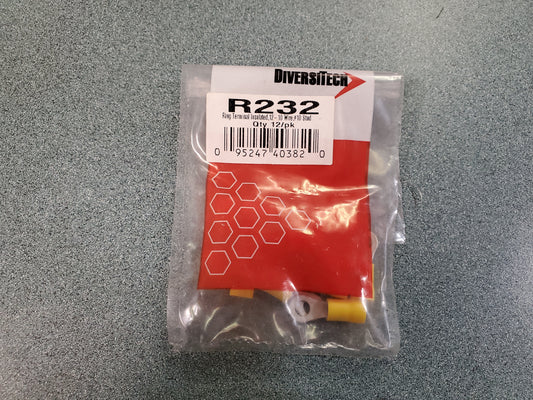 DIVERSITECH
R232
Ring Terminal Insulated, 12 - 10 Wire, #10 Stud
Qty 12/pk
0 95247 40382 0